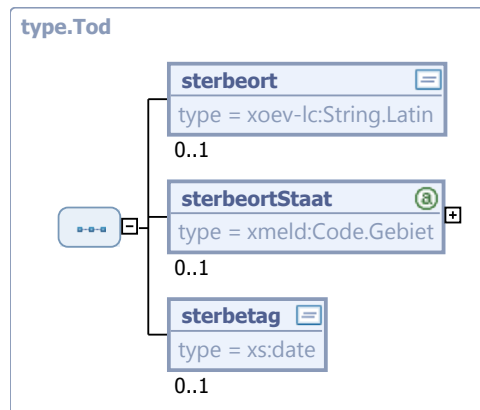 type.Tod
sterbeort
type = xoev-lc:String.Latin
0..1
sterbeortStaat
type = xmeld:Code.Gebiet
0..1
sterbetag
type = xs:date
0..1